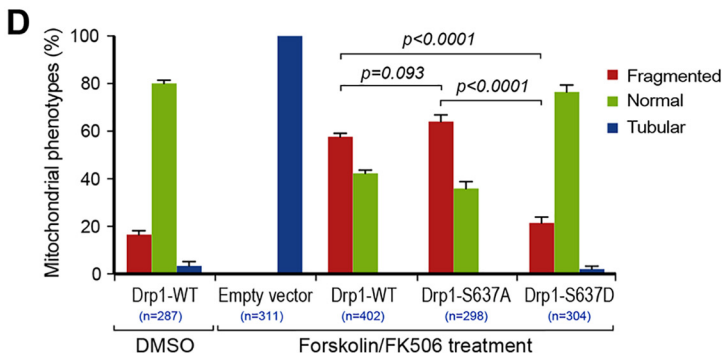 D
Mitochondrial phenotypes (%)
100
80
60
40
20
0
p<0.0001
p=0.093
p<0.0001
Fragmented
Normal
Tubular
Drp1-WT Empty vector Drp1-WT Drp1-S637A Drp1-S637D
(n=287) (n=311) (n=402) (n=298) (n=304)
DMSO Forskolin/FK506 treatment